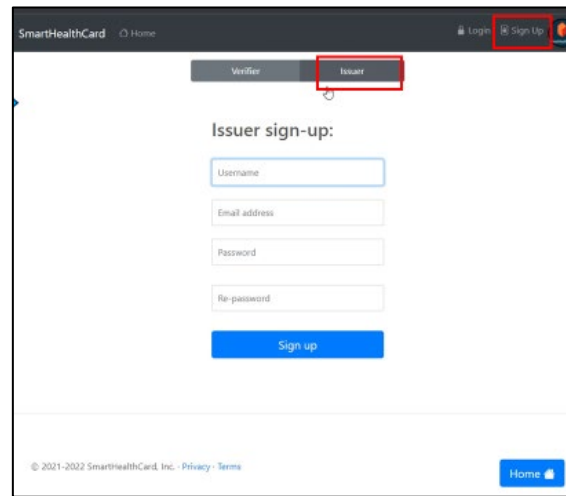 SmartHealthCard Home Login Sign Up
Verifier Issuer
Issuer sign-up:
Username
Email address
Password
Re-password
Sign up
© 2021-2022 SmartHealthCard, Inc. · Privacy · Terms
Home